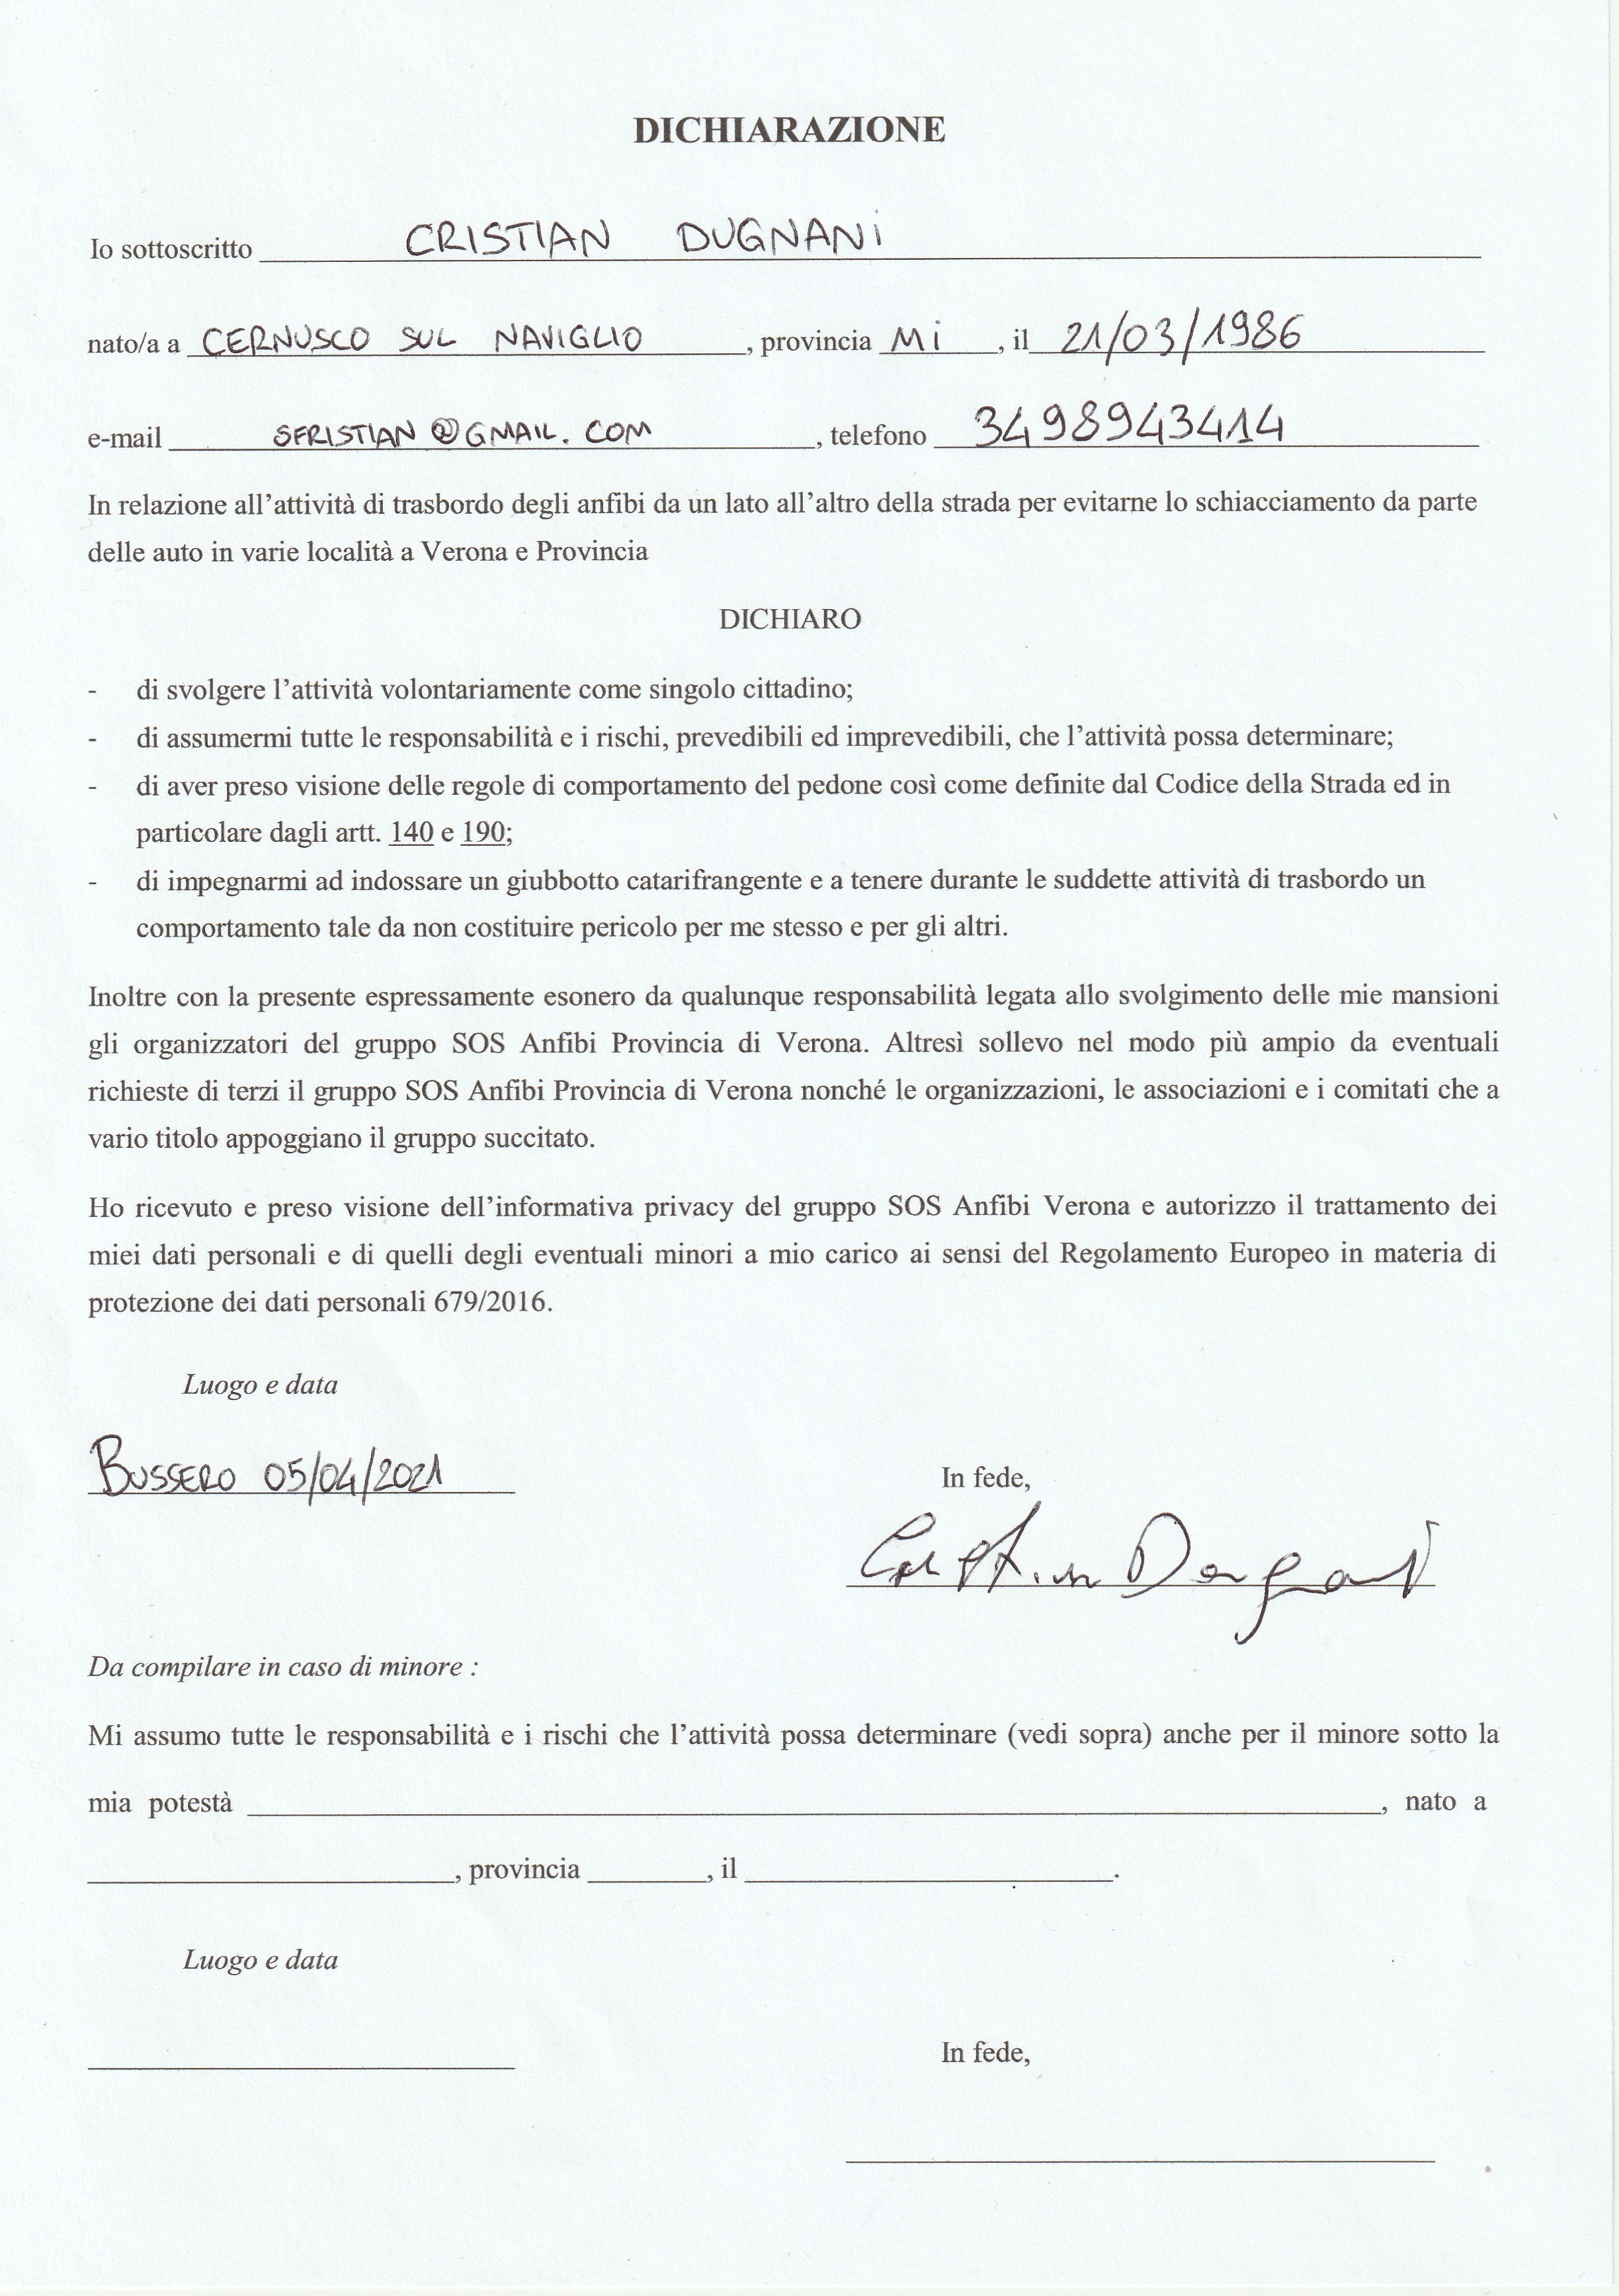 DICHIARAZIONE
Io sottoscritto CRISTIAN DUGNANI
nato/a a CERNUSCO SUL NAVIGLIO, provincia Mi, il 21/03/1986
e-mail SFRISTIAN@GMAIL.COM, telefono 3498943414
In relazione all'attività di trasbordo degli anfibi da un lato all'altro della strada per evitarne lo schiacciamento da parte
delle auto in varie località a Verona e Provincia
DICHIARO
- di svolgere l'attività volontariamente come singolo cittadino;
- di assumermi tutte le responsabilità e i rischi, prevedibili ed imprevedibili, che l'attività possa determinare;
- di aver preso visione delle regole di comportamento del pedone così come definite dal Codice della Strada ed in
particolare dagli artt. 140 e 190;
- di impegnarmi ad indossare un giubbotto catarifrangente e a tenere durante le suddette attività di trasbordo un
comportamento tale da non costituire pericolo per me stesso e per gli altri.
Inoltre con la presente espressamente esonero da qualunque responsabilità legata allo svolgimento delle mie mansioni
gli organizzatori del gruppo SOS Anfibi Provincia di Verona. Altresì sollevo nel modo più ampio da eventuali
richieste di terzi il gruppo SOS Anfibi Provincia di Verona nonché le organizzazioni, le associazioni e i comitati che a
vario titolo appoggiano il gruppo succitato.
Ho ricevuto e preso visione dell'informativa privacy del gruppo SOS Anfibi Verona e autorizzo il trattamento dei
miei dati personali e di quelli degli eventuali minori a mio carico ai sensi del Regolamento Europeo in materia di
protezione dei dati personali 679/2016.
Luogo e data
BUSSERO 05/04/2021
In fede,
Cristian Dugnani
Da compilare in caso di minore :
Mi assumo tutte le responsabilità e i rischi che l'attività possa determinare (vedi sopra) anche per il minore sotto la
mia potestà , nato a
, provincia , il .
Luogo e data
In fede,